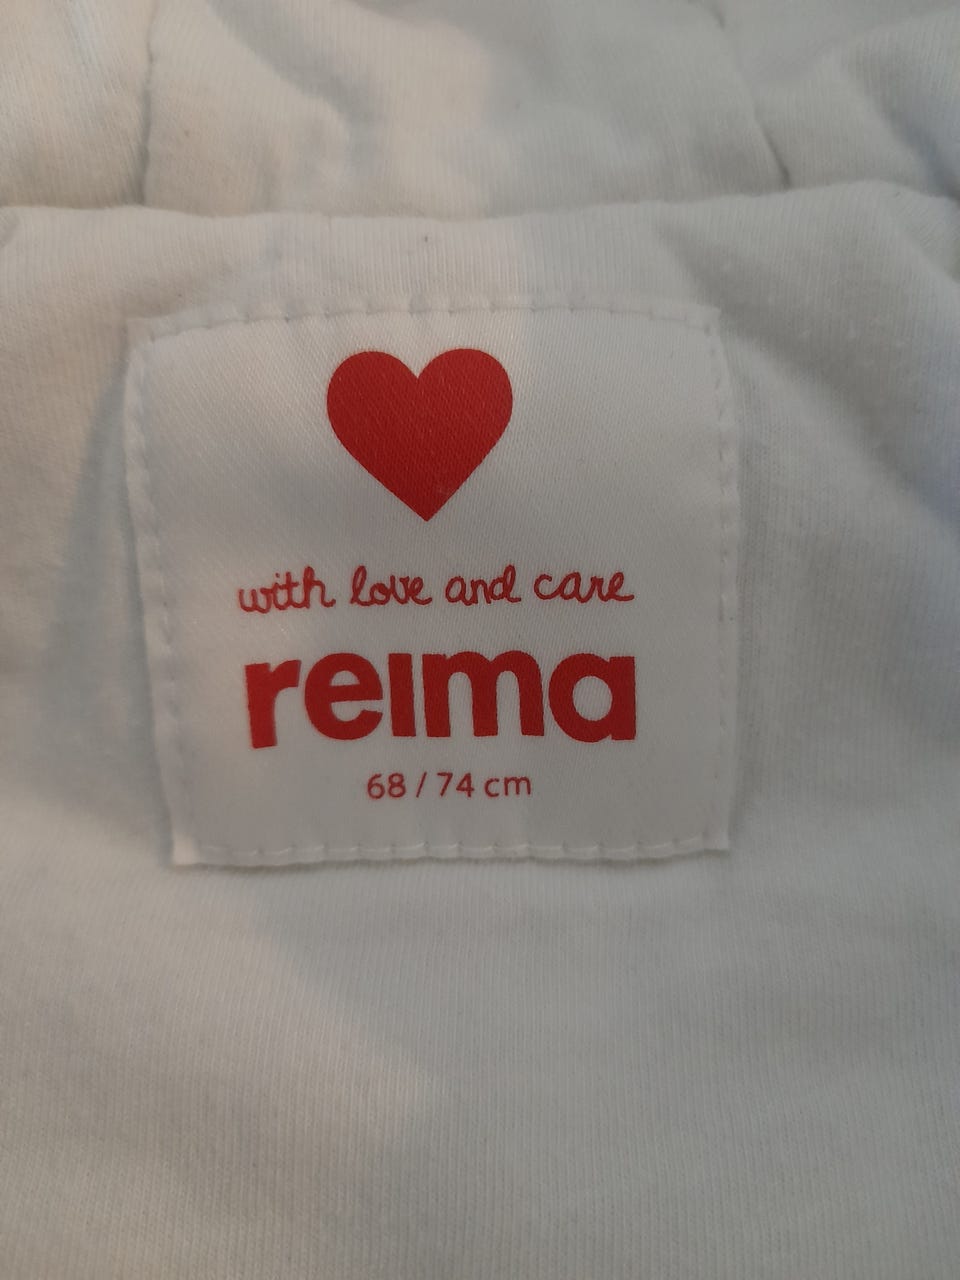 with love and care
reima
68 / 74 cm